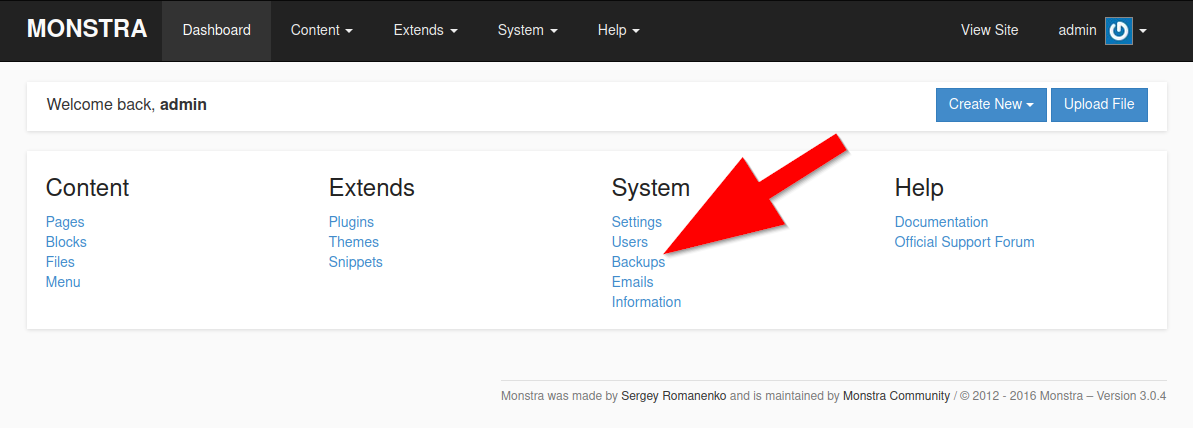 MONSTRA Dashboard Content Extends System Help View Site admin
Welcome back, admin Create New Upload File
Content
Pages
Blocks
Files
Menu
Extends
Plugins
Themes
Snippets
System
Settings
Users
Backups
Emails
Information
Help
Documentation
Official Support Forum
Monstra was made by Sergey Romanenko and is maintained by Monstra Community / © 2012 - 2016 Monstra – Version 3.0.4